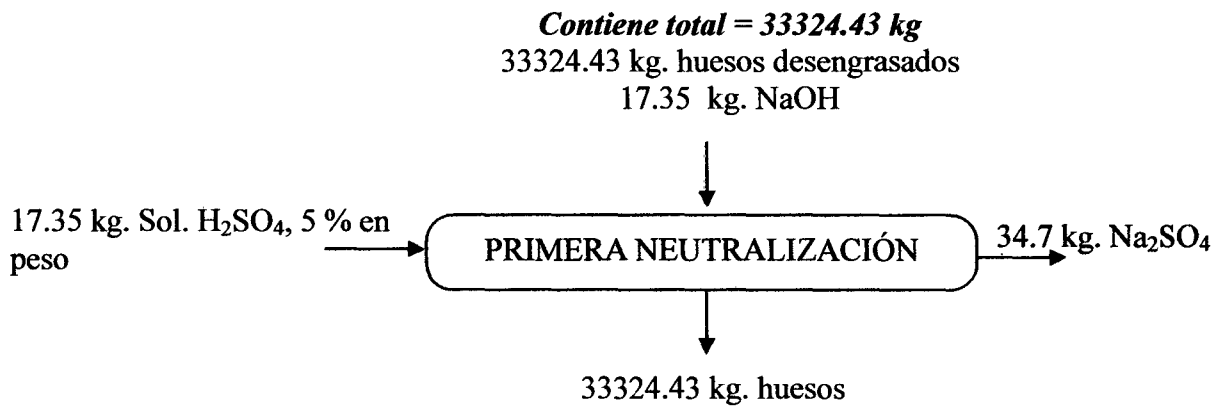 Contiene total = 33324.43 kg
33324.43 kg. huesos desengrasados
17.35 kg. NaOH
17.35 kg. Sol. H₂SO₄, 5 % en
peso
PRIMERA NEUTRALIZACIÓN
34.7 kg. Na₂SO₄
33324.43 kg. huesos